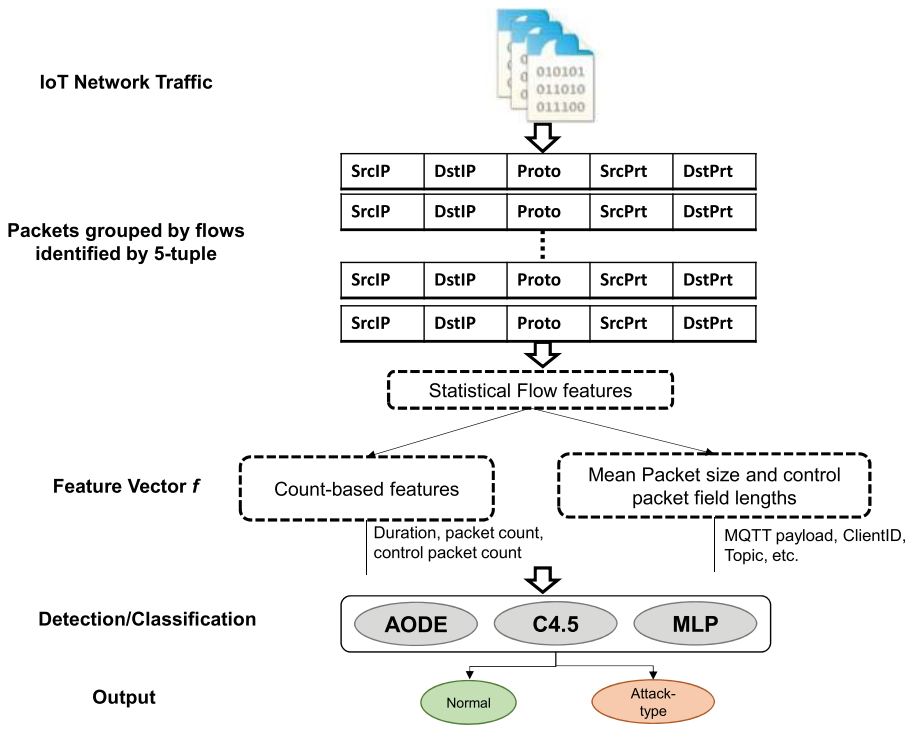 IoT Network Traffic
010101
011010
011100
SrcIP DstIP Proto SrcPrt DstPrt
SrcIP DstIP Proto SrcPrt DstPrt
Packets grouped by flows
identified by 5-tuple
SrcIP DstIP Proto SrcPrt DstPrt
SrcIP DstIP Proto SrcPrt DstPrt
Statistical Flow features
Feature Vector f
Count-based features
Mean Packet size and control
packet field lengths
Duration, packet count,
control packet count
MQTT payload, ClientID,
Topic, etc.
Detection/Classification
AODE C4.5 MLP
Output
Normal
Attack-
type